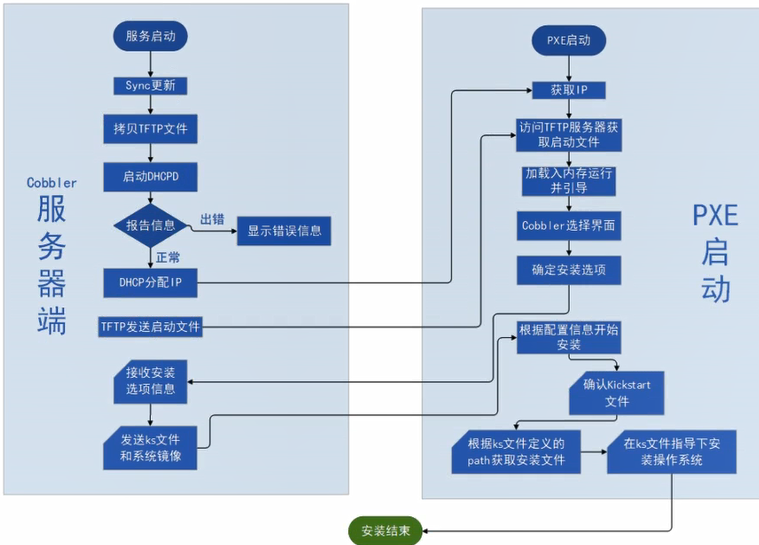 服务启动
Sync更新
拷贝TFTP文件
启动DHCPD
Cobbler
服
务
器
端
报告信息
出错
显示错误信息
正常
DHCP分配IP
TFTP发送启动文件
接收安装
选项信息
发送ks文件
和系统镜像
PXE启动
获取IP
访问TFTP服务器获
取启动文件
加载入内存运行
并引导
Cobbler选择界面
确定安装选项
PXE
启
动
根据配置信息开始
安装
确认Kickstart
文件
根据ks文件定义的
path获取安装文件
在ks文件指导下安
装操作系统
安装结束